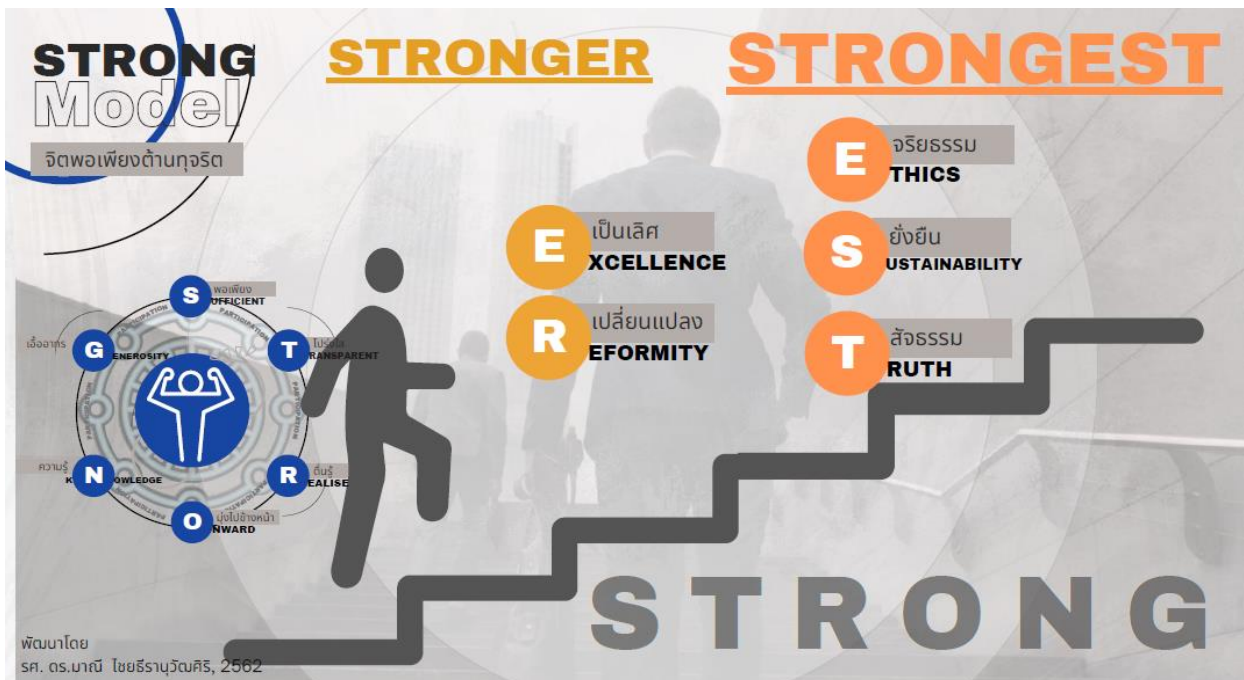 STRONG
Model
จิตพอเพียงต้านทุจริต
STRONGER
STRONGEST
E
เป็นเลิศ
XCELLENCE
R
เปลี่ยนแปลง
EFORMITY
E
จริยธรรม
THICS
S
ยั่งยืน
USTAINABILITY
T
สัจธรรม
RUTH
S
พอเพียง
UFFICIENT
T
โปร่งใส
RANSPARENT
R
ตื่นรู้
EALISE
O
มุ่งไปข้างหน้า
NWARD
N
ความรู้
K
OWLEDGE
G
เอื้ออาทร
ENEROSITY
PARTICIPATION
PARTICIPATION
PARTICIPATION
PARTICIPATION
PARTICIPATION
PARTICIPATION
STRONG
พัฒนาโดย
รศ. ดร.มาณี ไชยธีรานุวัฒศิริ, 2562